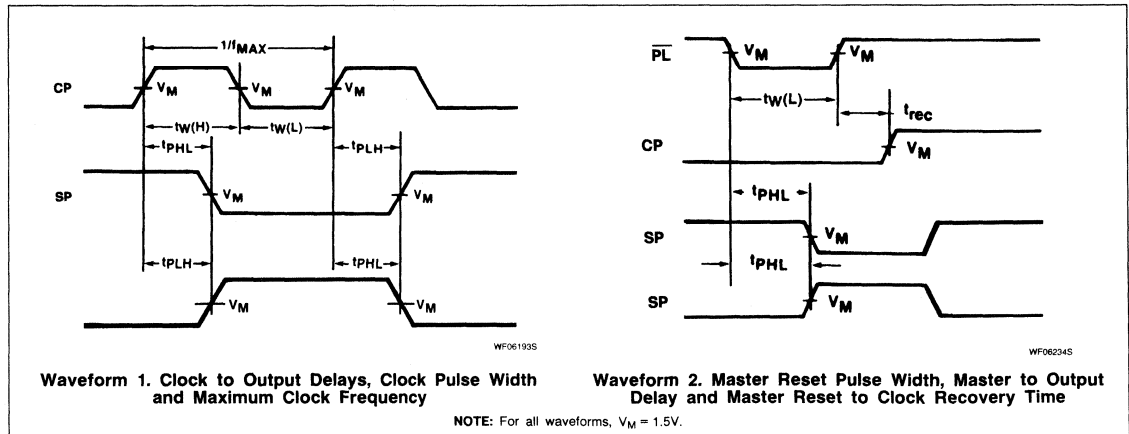 1/fMAX
CP VM VM VM
tW(H) tW(L)
tPHL tPLH
SP VM VM
tPLH tPHL
VM VM
WF06193S
Waveform 1. Clock to Output Delays, Clock Pulse Width
and Maximum Clock Frequency
PL VM VM
tW(L) trec
CP VM
tPHL
SP VM
tPHL
SP VM
WF06234S
Waveform 2. Master Reset Pulse Width, Master to Output
Delay and Master Reset to Clock Recovery Time
NOTE: For all waveforms, VM = 1.5V.